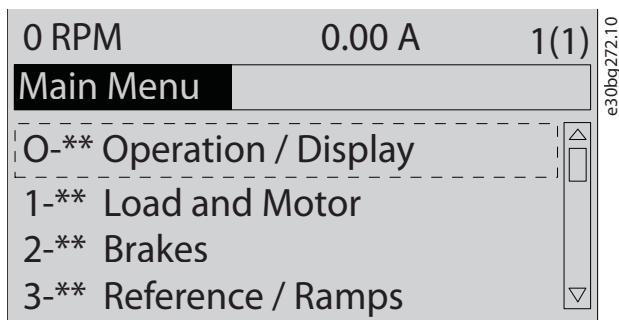 0 RPM 0.00 A 1(1)
Main Menu
O-** Operation / Display
1-** Load and Motor
2-** Brakes
3-** Reference / Ramps
e30bq272.10